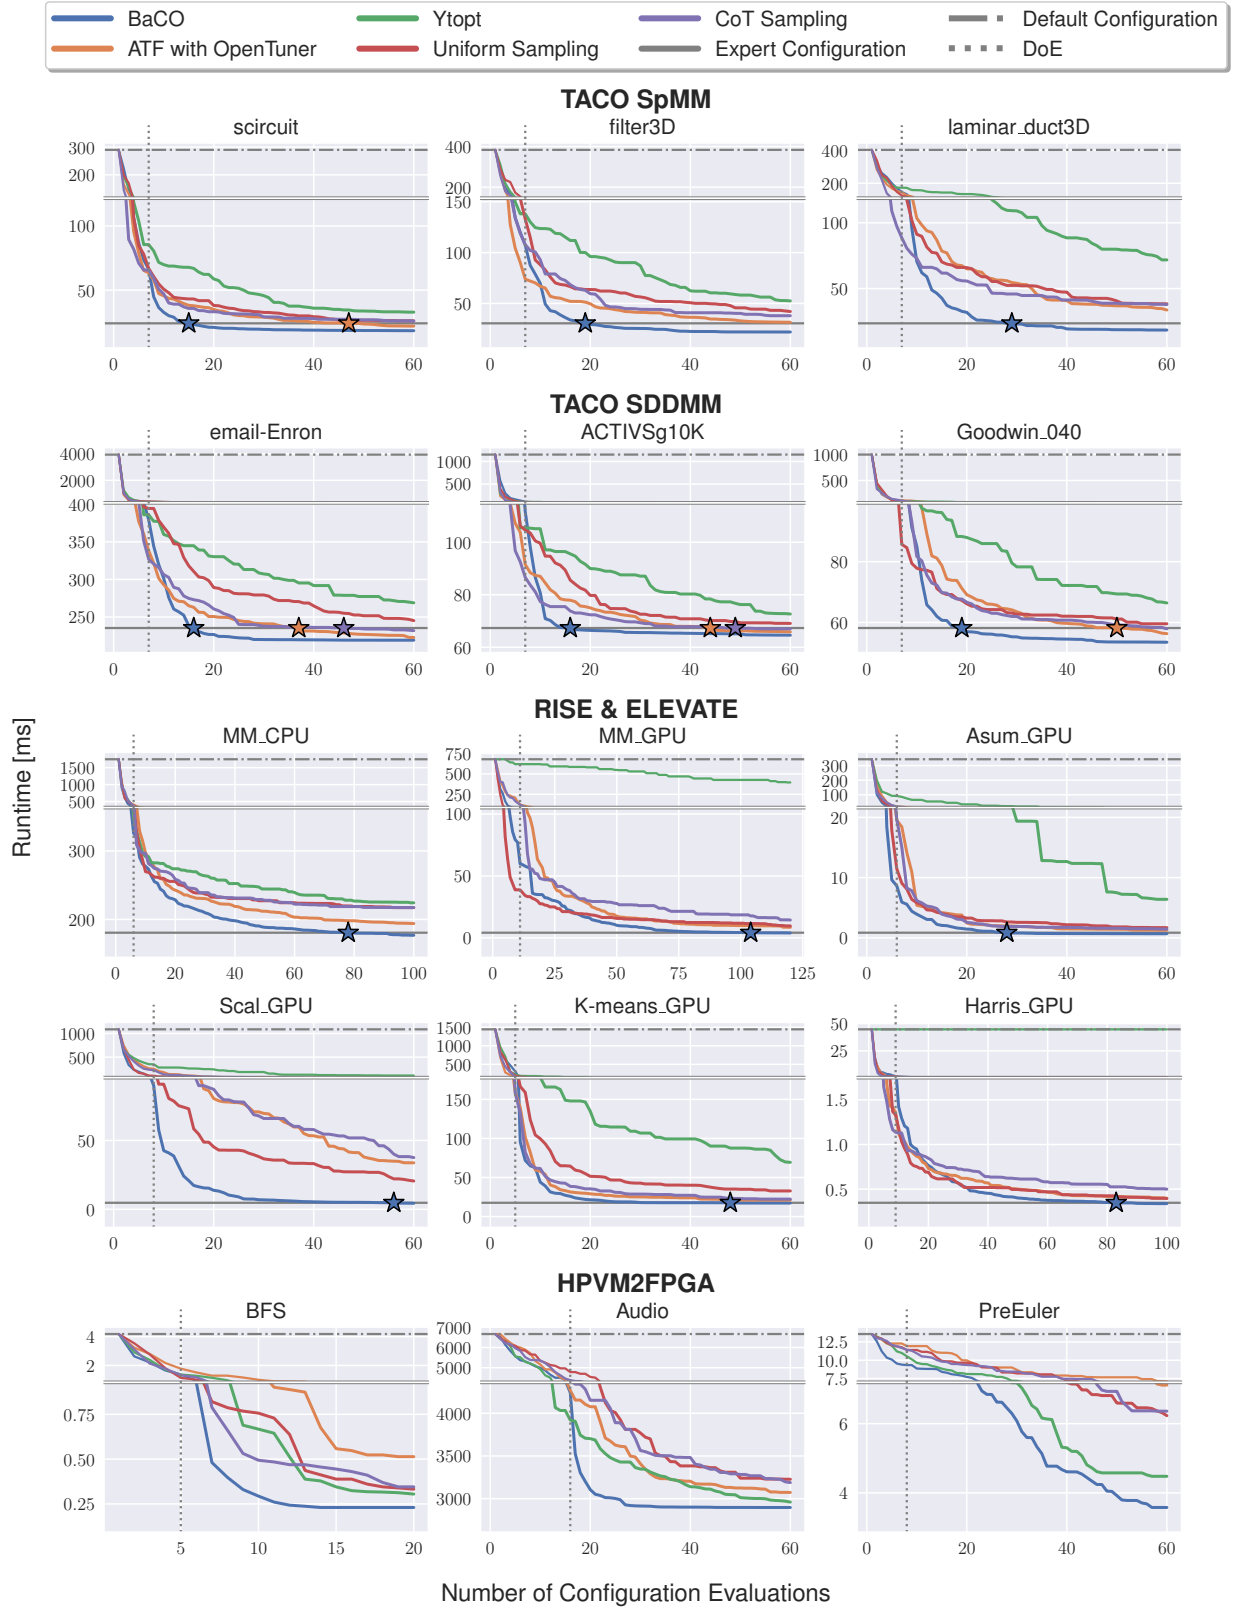 BaCO
Ytopt
CoT Sampling
Default Configuration
ATF with OpenTuner
Uniform Sampling
Expert Configuration
DoE
TACO SpMM
scircuit
filter3D
laminar_duct3D
300
200
100
50
0 20 40 60
400
200
150
100
50
0 20 40 60
400
200
100
50
0 20 40 60
TACO SDDMM
email-Enron
ACTIVSg10K
Goodwin_040
4000
2000
400
350
300
250
0 20 40 60
1000
500
100
80
60
0 20 40 60
1000
500
80
60
0 20 40 60
Runtime [ms]
RISE & ELEVATE
MM_CPU
MM_GPU
Asum_GPU
1500
1000
500
300
200
0 20 40 60 80 100
750
500
250
100
50
0
0 25 50 75 100 125
300
200
100
20
10
0
0 20 40 60
Scal_GPU
K-means_GPU
Harris_GPU
1000
500
50
0
0 20 40 60
1500
1000
500
150
100
50
0
0 20 40 60
50
25
1.5
1.0
0.5
0 20 40 60 80 100
HPVM2FPGA
BFS
Audio
PreEuler
4
2
0.75
0.50
0.25
5 10 15 20
7000
6000
5000
4000
3500
3000
0 20 40 60
12.5
10.0
7.5
6
4
0 20 40 60
Number of Configuration Evaluations